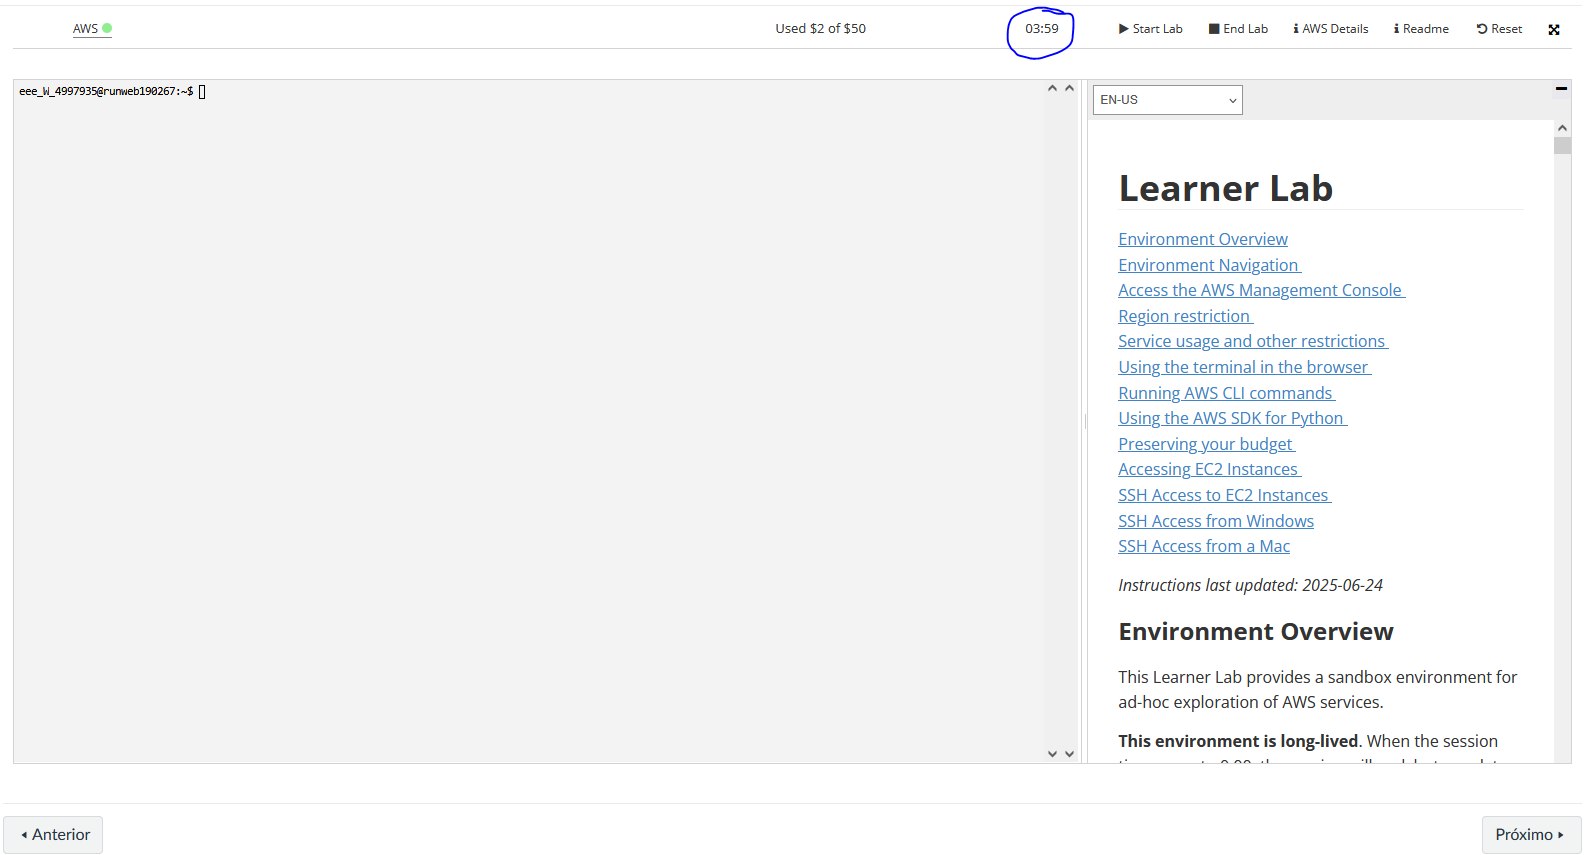 AWS
Used $2 of $50
03:59
Start Lab
End Lab
AWS Details
Readme
Reset
eee_W_4997935@runweb190267:~$
EN-US
Learner Lab
Environment Overview
Environment Navigation
Access the AWS Management Console
Region restriction
Service usage and other restrictions
Using the terminal in the browser
Running AWS CLI commands
Using the AWS SDK for Python
Preserving your budget
Accessing EC2 Instances
SSH Access to EC2 Instances
SSH Access from Windows
SSH Access from a Mac
Instructions last updated: 2025-06-24
Environment Overview
This Learner Lab provides a sandbox environment for
ad-hoc exploration of AWS services.
This environment is long-lived. When the session
Anterior
Próximo